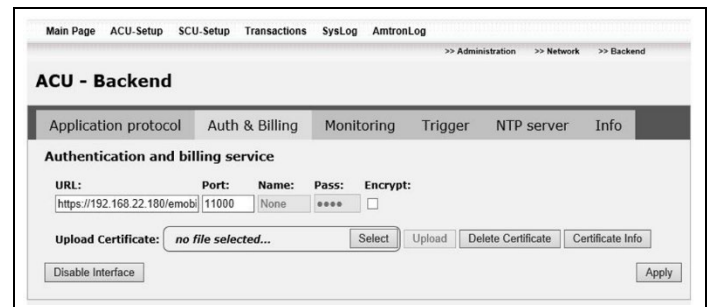 Main Page ACU-Setup SCU-Setup Transactions SysLog AmtronLog
>> Administration >> Network >> Backend
ACU - Backend
Application protocol Auth & Billing Monitoring Trigger NTP server Info
Authentication and billing service
URL: Port: Name: Pass: Encrypt:
https://192.168.22.180/emobi 11000 None ●●●●
Upload Certificate: no file selected... Select Upload Delete Certificate Certificate Info
Disable Interface Apply